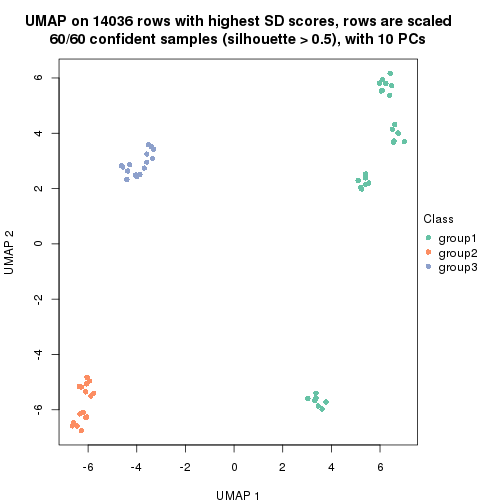 UMAP on 14036 rows with highest SD scores, rows are scaled
60/60 confident samples (silhouette > 0.5), with 10 PCs
6
4
2
0
-2
-4
-6
UMAP 2
-6
-4
-2
0
2
4
6
UMAP 1
Class
group1
group2
group3